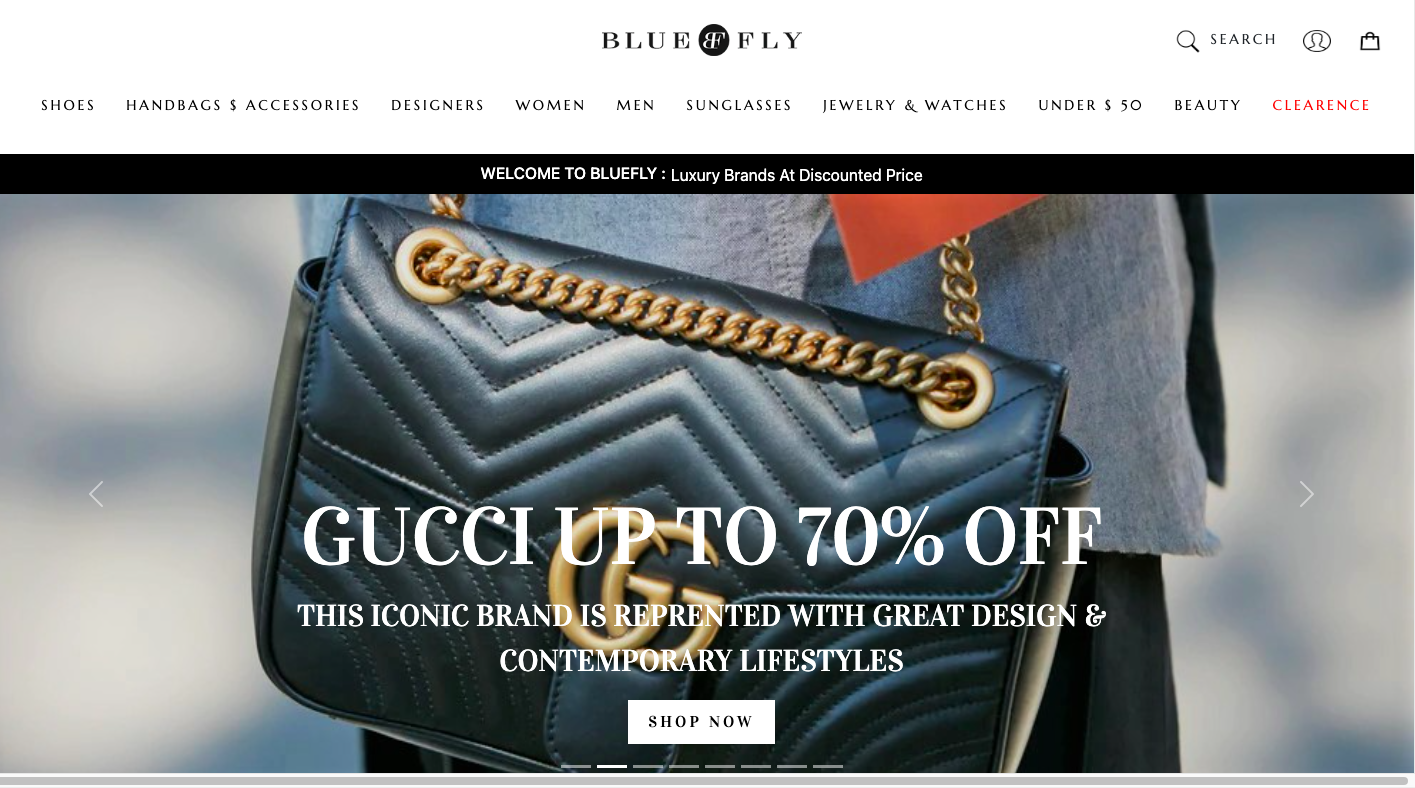 BLUE BF FLY
SEARCH
SHOES HANDBAGS $ ACCESSORIES DESIGNERS WOMEN MEN SUNGLASSES JEWELRY & WATCHES UNDER $ 50 BEAUTY CLEARENCE
WELCOME TO BLUEFLY : Luxury Brands At Discounted Price
GUCCI UP TO 70% OFF
THIS ICONIC BRAND IS REPRENTED WITH GREAT DESIGN &
CONTEMPORARY LIFESTYLES
SHOP NOW